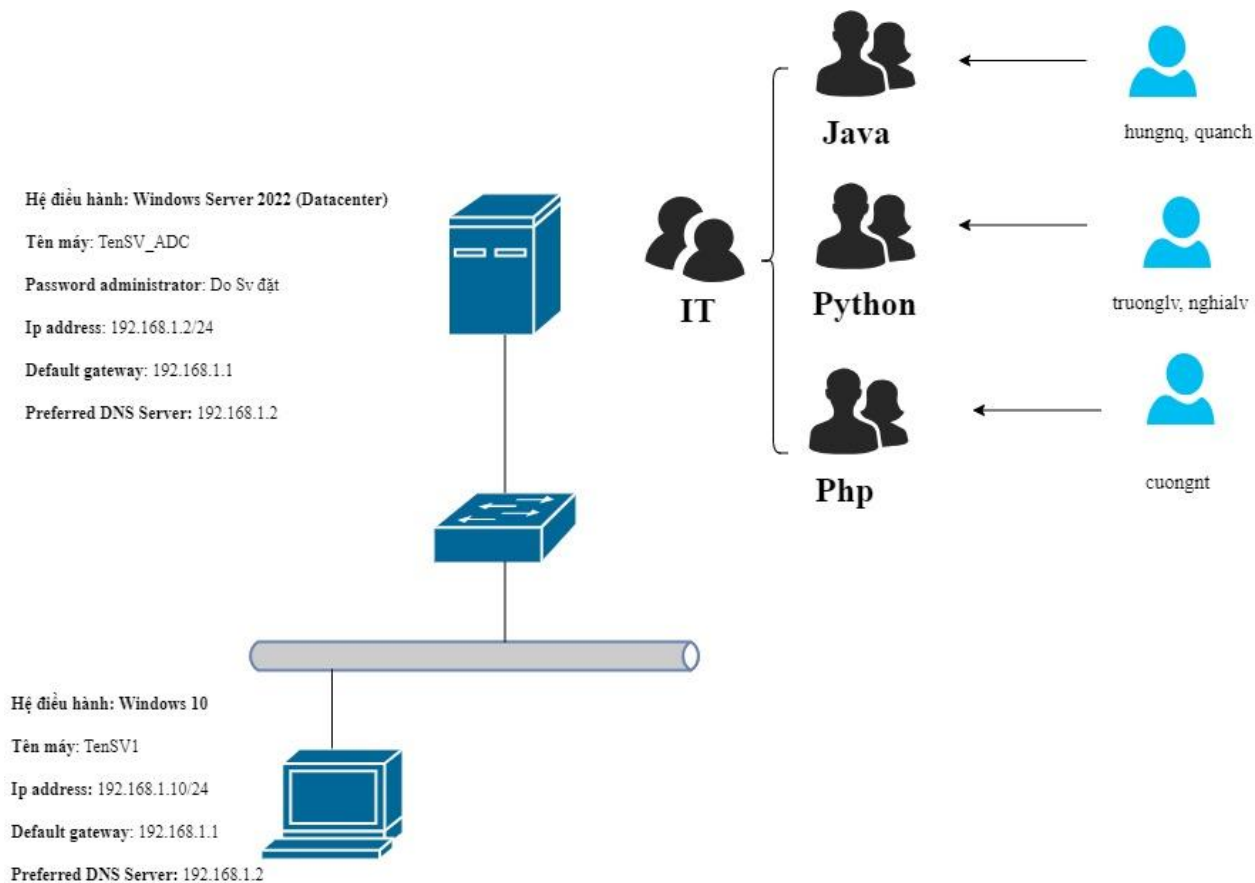 Java
hungnq, quanch
IT
Python
truonglv, nghialv
Php
cuongnt
Hệ điều hành: Windows Server 2022 (Datacenter)
Tên máy: TenSV_ADC
Password administrator: Do Sv đặt
Ip address: 192.168.1.2/24
Default gateway: 192.168.1.1
Preferred DNS Server: 192.168.1.2
Hệ điều hành: Windows 10
Tên máy: TenSV1
Ip address: 192.168.1.10/24
Default gateway: 192.168.1.1
Preferred DNS Server: 192.168.1.2